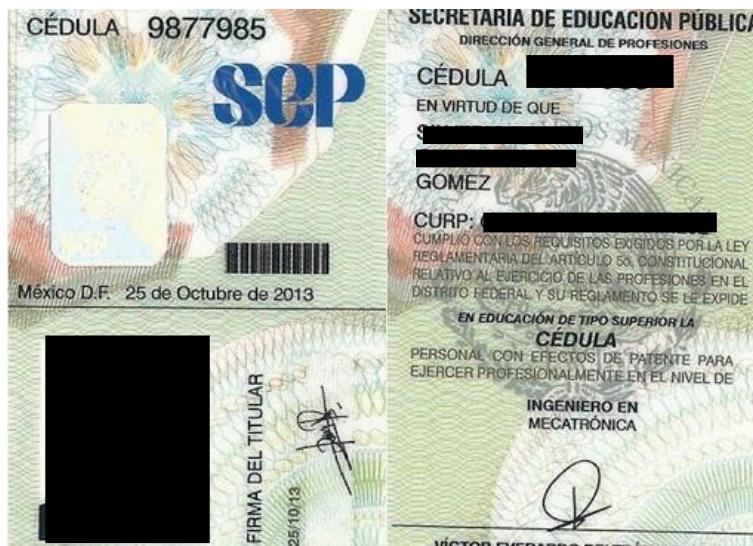 CÉDULA 9877985
SEP
México D.F. 25 de Octubre de 2013
FIRMA DEL TITULAR
25/10/13
SECRETARÍA DE EDUCACIÓN PÚBLICA
DIRECCIÓN GENERAL DE PROFESIONES
CÉDULA
EN VIRTUD DE QUE
GOMEZ
CURP:
CUMPLIÓ CON LOS REQUISITOS EXIGIDOS POR LA LEY
REGLAMENTARIA DEL ARTÍCULO 5o, CONSTITUCIONAL
RELATIVO AL EJERCICIO DE LAS PROFESIONES EN EL
DISTRITO FEDERAL Y SU REGLAMENTO SE LE EXPIDE
EN EDUCACIÓN DE TIPO SUPERIOR LA
CÉDULA
PERSONAL CON EFECTOS DE PATENTE PARA
EJERCER PROFESIONALMENTE EN EL NIVEL DE
INGENIERO EN
MECATRÓNICA